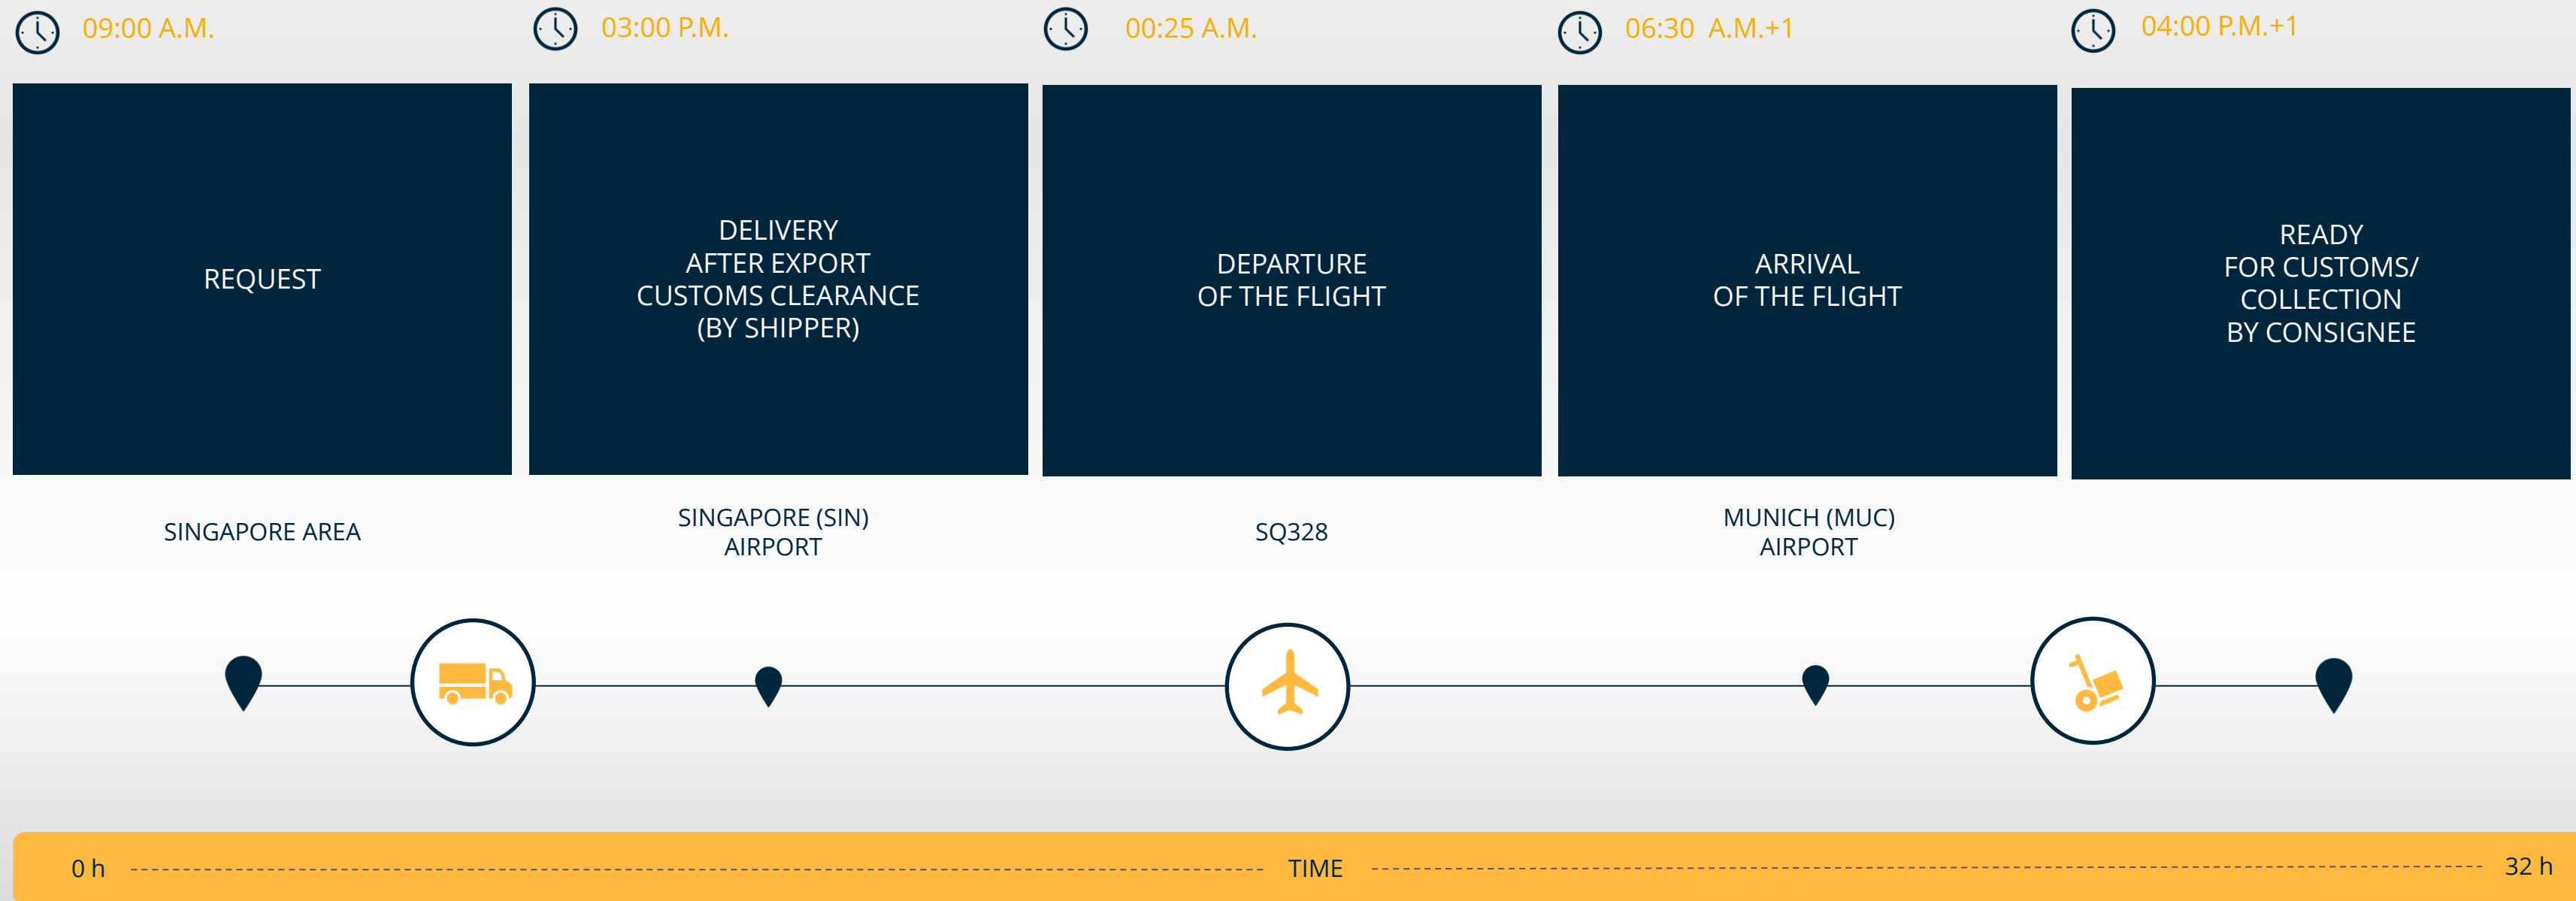 09:00 A.M.
03:00 P.M.
00:25 A.M.
06:30  A.M.+1
04:00 P.M.+1
REQUEST
DELIVERY
AFTER EXPORT
CUSTOMS CLEARANCE
(BY SHIPPER)
DEPARTURE
OF THE FLIGHT
ARRIVAL
OF THE FLIGHT
READY
FOR CUSTOMS/
COLLECTION
BY CONSIGNEE
SINGAPORE AREA
SINGAPORE (SIN)
AIRPORT
SQ328
MUNICH (MUC)
AIRPORT
0 h
TIME
32 h